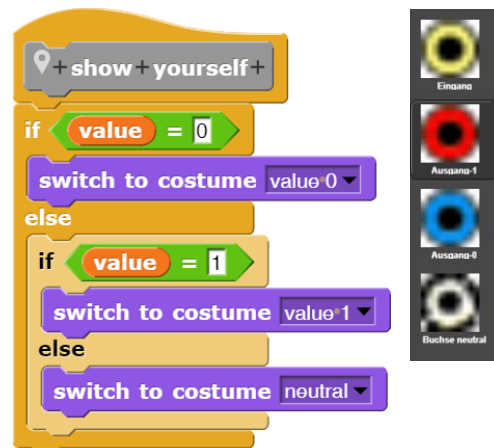 + show + yourself +
if value = 0
switch to costume value 0
else
if value = 1
switch to costume value 1
else
switch to costume neutral
Eingang
Ausgang-1
Ausgang-0
Buchse neutral